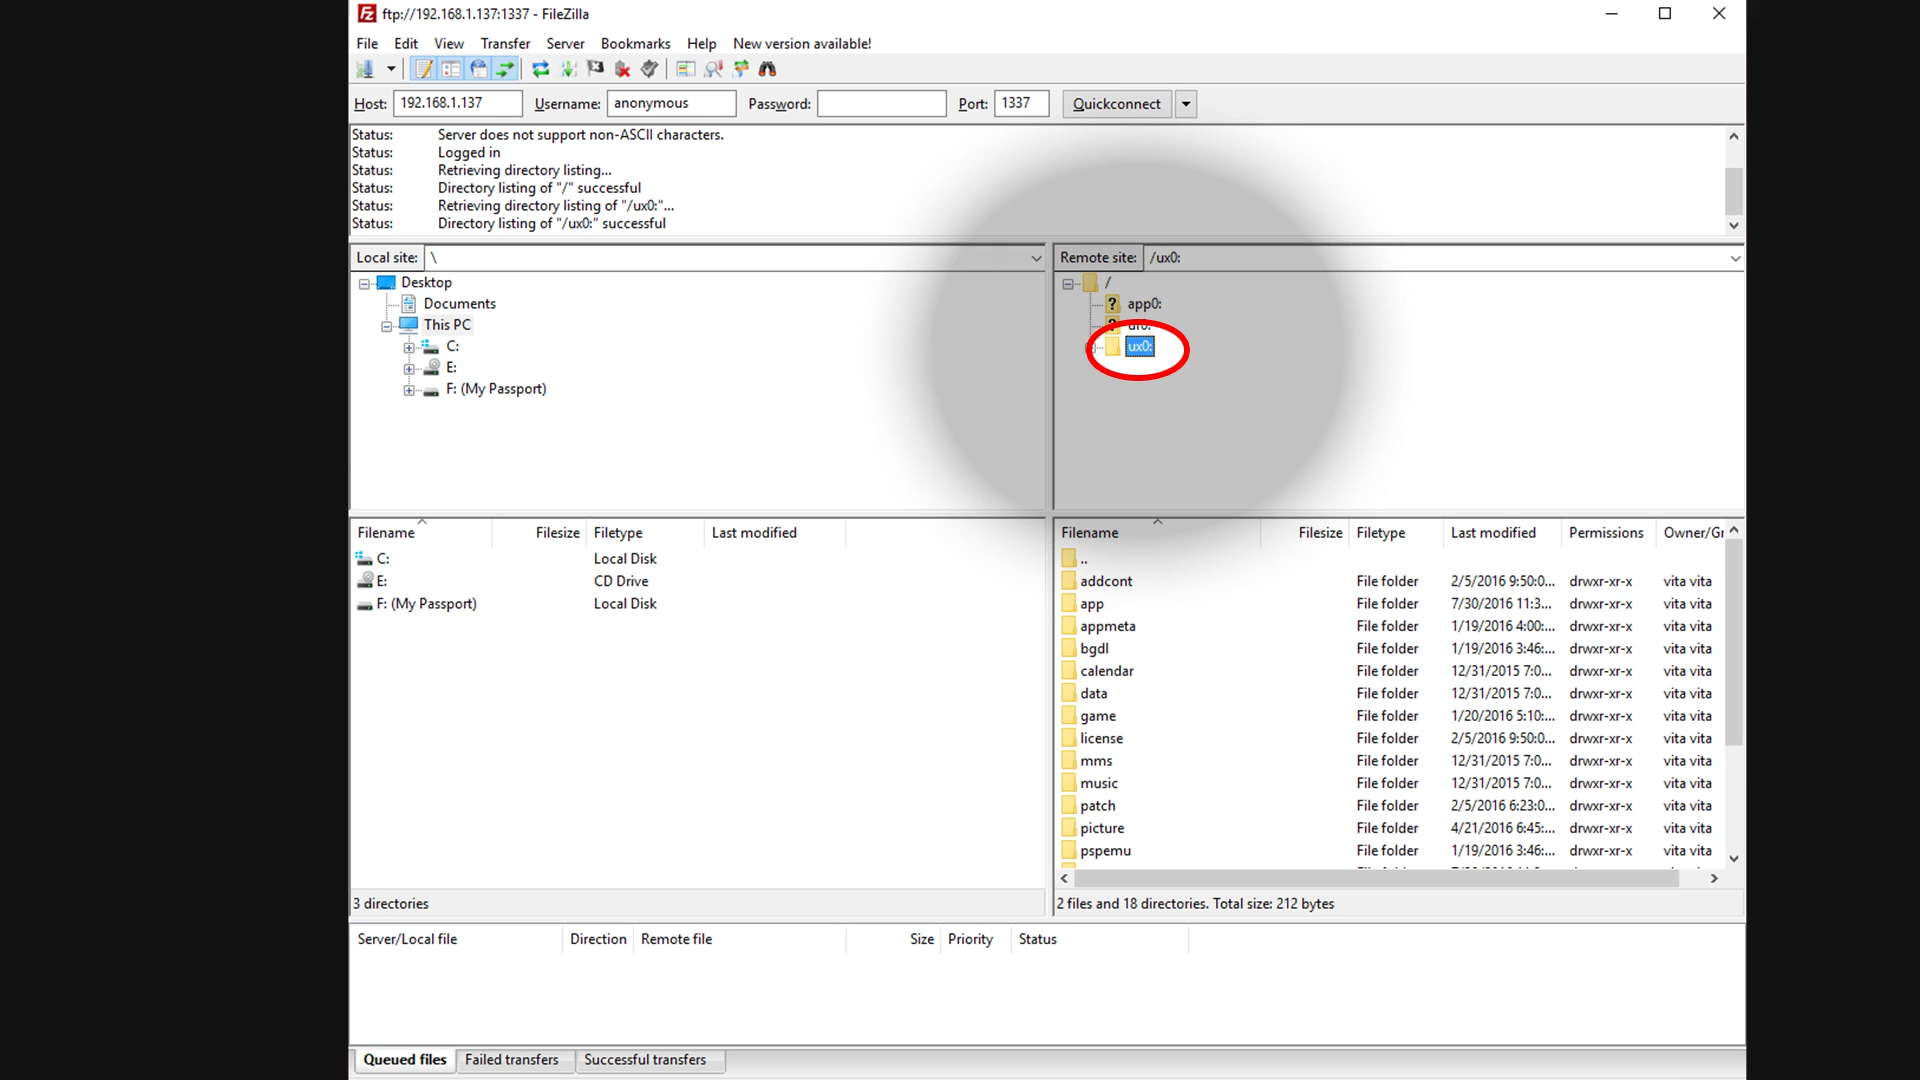 ftp://192.168.1.137:1337 - FileZilla
File Edit View Transfer Server Bookmarks Help New version available!
Host: 192.168.1.137 Username: anonymous Password: Port: 1337 Quickconnect
Status: Server does not support non-ASCII characters.
Status: Logged in
Status: Retrieving directory listing...
Status: Directory listing of "/" successful
Status: Retrieving directory listing of "/ux0:"...
Status: Directory listing of "/ux0:" successful
Local site: \
Desktop
Documents
This PC
C:
E:
F: (My Passport)
Remote site: /ux0:
/
app0:
ux0:
Filename Filesize Filetype Last modified
C: Local Disk
E: CD Drive
F: (My Passport) Local Disk
3 directories
Filename Filesize Filetype Last modified Permissions Owner/Gr
..
addcont File folder 2/5/2016 9:50:0... drwxr-xr-x vita vita
app File folder 7/30/2016 11:3... drwxr-xr-x vita vita
appmeta File folder 1/19/2016 4:00:... drwxr-xr-x vita vita
bgdl File folder 1/19/2016 3:46:... drwxr-xr-x vita vita
calendar File folder 12/31/2015 7:0... drwxr-xr-x vita vita
data File folder 12/31/2015 7:0... drwxr-xr-x vita vita
game File folder 1/20/2016 5:10:... drwxr-xr-x vita vita
license File folder 2/5/2016 9:50:0... drwxr-xr-x vita vita
mms File folder 12/31/2015 7:0... drwxr-xr-x vita vita
music File folder 12/31/2015 7:0... drwxr-xr-x vita vita
patch File folder 2/5/2016 6:23:0... drwxr-xr-x vita vita
picture File folder 4/21/2016 6:45:... drwxr-xr-x vita vita
pspemu File folder 1/19/2016 3:46:... drwxr-xr-x vita vita
2 files and 18 directories. Total size: 212 bytes
Server/Local file Direction Remote file Size Priority Status
Queued files Failed transfers Successful transfers